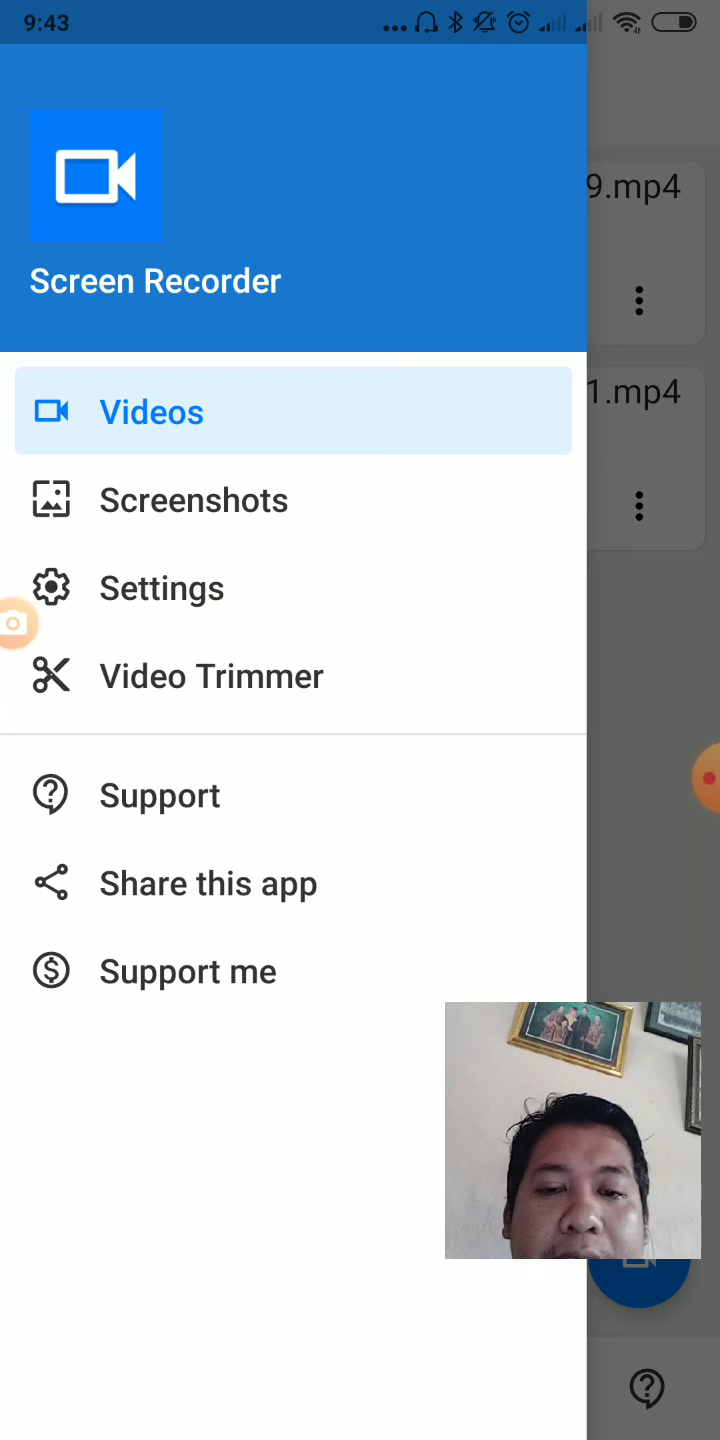 9:43
Screen Recorder
9.mp4
Videos
1.mp4
Screenshots
Settings
Video Trimmer
Support
Share this app
Support me